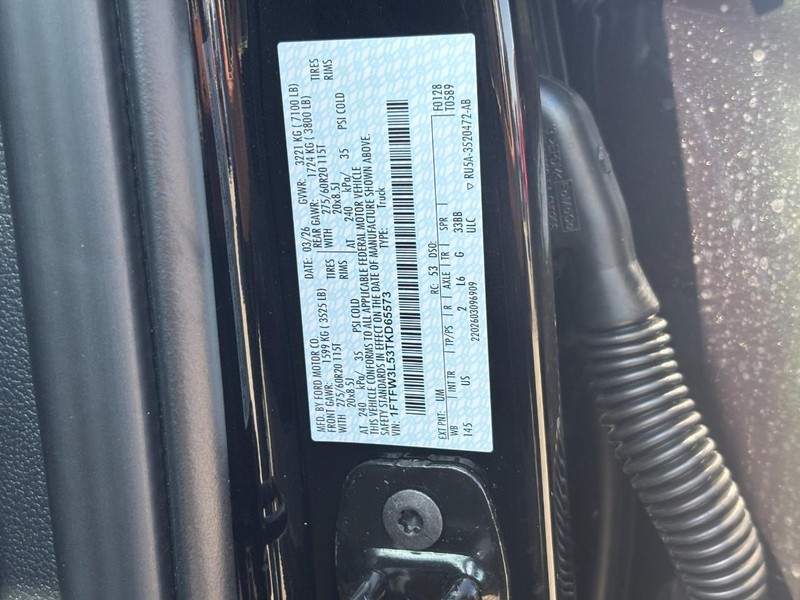 MFD. BY FORD MOTOR CO.
DATE: 03/26 GVWR: 3221 KG ( 7100 LB)
FRONT GAWR: 1599 KG ( 3525 LB) REAR GAWR: 1724 KG ( 3800 LB)
WITH 275/60R20 115T TIRES WITH 275/60R20 115T TIRES
20x8.5J RIMS 20x8.5J RIMS
AT 240 kPa/ 35 PSI COLD AT 240 kPa/ 35 PSI COLD
THIS VEHICLE CONFORMS TO ALL APPLICABLE FEDERAL MOTOR VEHICLE
SAFETY STANDARDS IN EFFECT ON THE DATE OF MANUFACTURE SHOWN ABOVE.
VIN: 1FTFW3L53TKD65573 TYPE: Truck
EXT PNT: UM RC: 53 DSO: F0128
T0589
WB INT TR TP/PS R AXLE TR SPR
145 US 2 L6 G 33BB
ULC
2202603096909 RU5A-3520472-AB